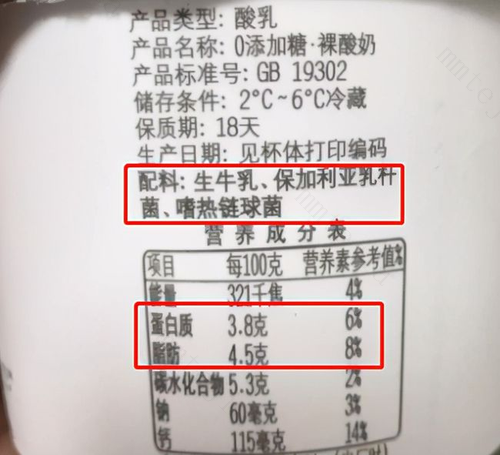 产品类型: 酸乳
产品名称: 0添加糖·裸酸奶
产品标准号: GB 19302
储存条件: 2°C~6°C冷藏
保质期: 18天
生产日期: 见杯体打印编码
配料: 生牛乳、保加利亚乳杆
菌、嗜热链球菌
营养成分表
项目 每100克 营养素参考值%
能量 321千焦 4%
蛋白质 3.8克 6%
脂肪 4.5克 8%
碳水化合物 5.3克 2%
钠 60毫克 3%
钙 115毫克 14%